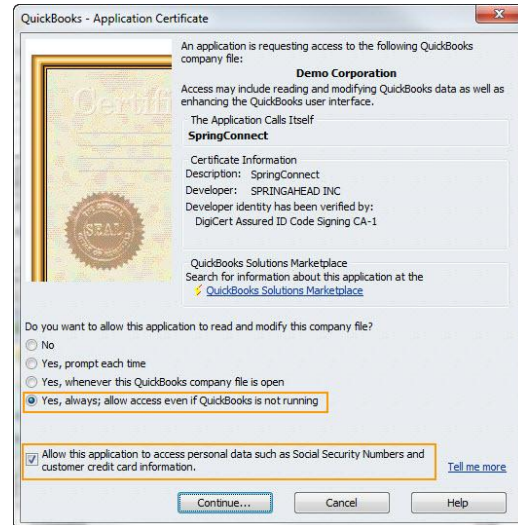 QuickBooks - Application Certificate
An application is requesting access to the following QuickBooks
company file:
Demo Corporation
Access may include reading and modifying QuickBooks data as well as
enhancing the QuickBooks user interface.
The Application Calls Itself
SpringConnect
Certificate Information
Description: SpringConnect
Developer: SPRINGAHEAD INC
Developer identity has been verified by:
DigiCert Assured ID Code Signing CA-1
QuickBooks Solutions Marketplace
Search for information about this application at the
QuickBooks Solutions Marketplace
SEAL
Do you want to allow this application to read and modify this company file?
No
Yes, prompt each time
Yes, whenever this QuickBooks company file is open
Yes, always; allow access even if QuickBooks is not running
Allow this application to access personal data such as Social Security Numbers and
customer credit card information.
Tell me more
Continue...
Cancel
Help